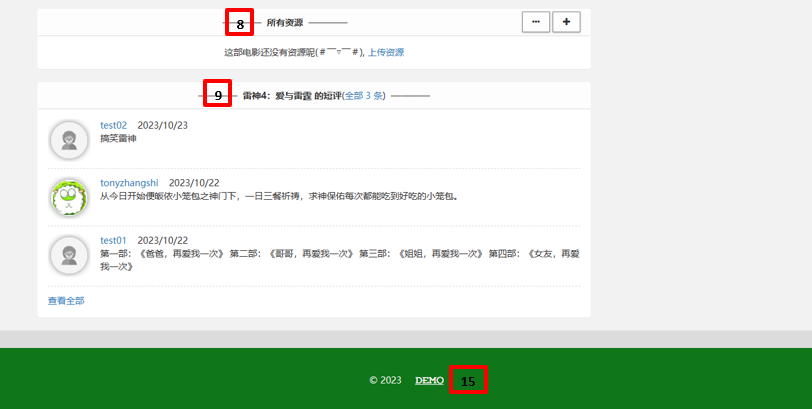 8 所有资源
这部电影还没有资源呢(#￣▽￣#), 上传资源
9 雷神4：爱与雷霆 的短评(全部 3 条)
test02 2023/10/23
搞笑雷神
tonyzhangshi 2023/10/22
从今日开始便皈依小笼包之神门下，一日三餐祈祷，求神保佑每次都能吃到好吃的小笼包。
test01 2023/10/22
第一部：《爸爸，再爱我一次》 第二部：《哥哥，再爱我一次》 第三部：《姐姐，再爱我一次》 第四部：《女友，再爱
我一次》
查看全部
© 2023 DEMO 15